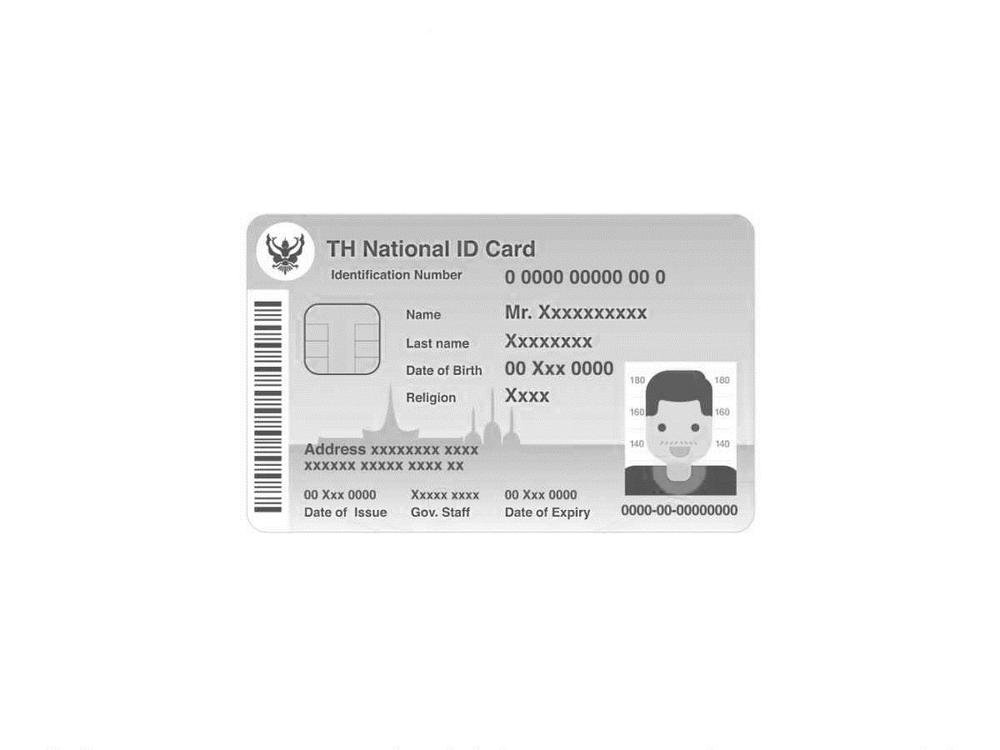 TH National ID Card
Identification Number 0 0000 00000 00 0
Name Mr. Xxxxxxxxxx
Last name Xxxxxxxx
Date of Birth 00 Xxx 0000
Religion Xxxx
180 180
160 160
140 140
Address xxxxxxxx xxxx
xxxxxx xxxxx xxxx xx
00 Xxx 0000 Xxxxx xxxx 00 Xxx 0000
Date of Issue Gov. Staff Date of Expiry 0000-00-00000000